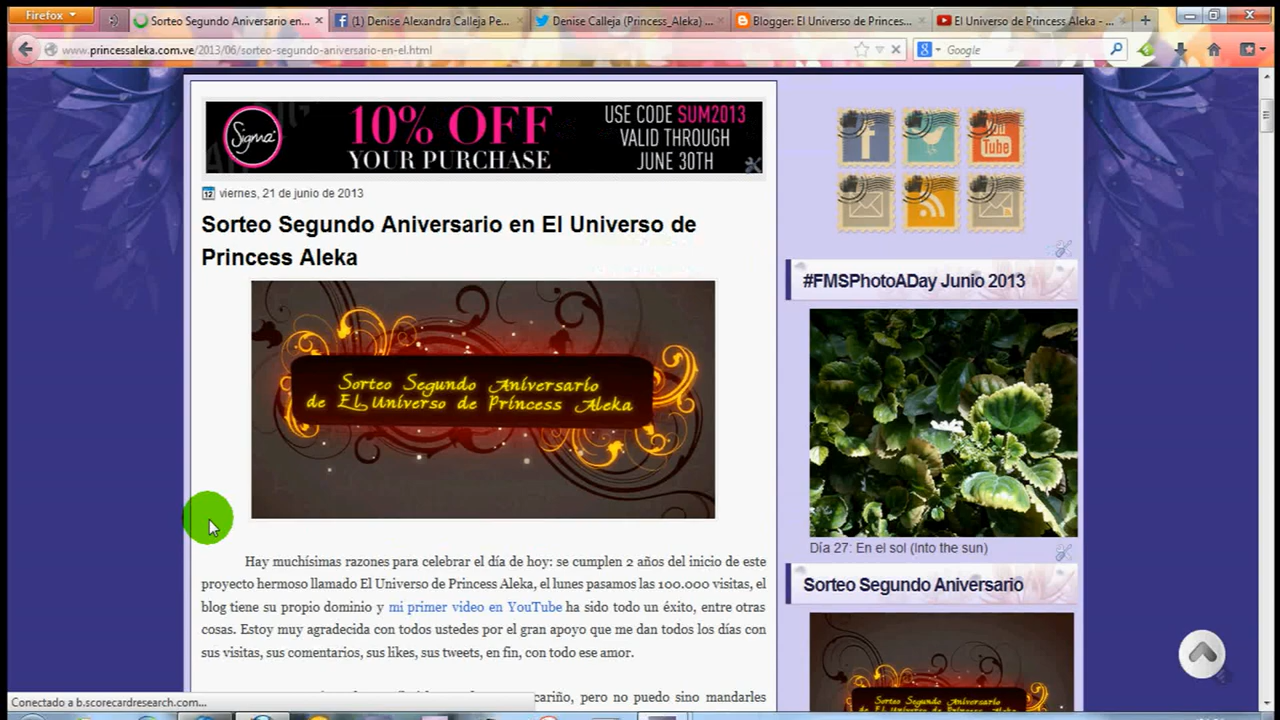 Firefox
Sorteo Segundo Aniversario en...
(1) Denise Alexandra Calleja Pe...
Denise Calleja (Princess_Aleka) ...
Blogger: El Universo de Princes...
El Universo de Princess Aleka - ...
www.princessaleka.com.ve/2013/06/sorteo-segundo-aniversario-en-el.html
Google
Sigma
10% OFF
YOUR PURCHASE
USE CODE SUM2013
VALID THROUGH
JUNE 30TH
viernes, 21 de junio de 2013
Sorteo Segundo Aniversario en El Universo de
Princess Aleka
Sorteo Segundo Aniversario
de El Universo de Princess Aleka
Hay muchísimas razones para celebrar el día de hoy: se cumplen 2 años del inicio de este
proyecto hermoso llamado El Universo de Princess Aleka, el lunes pasamos las 100.000 visitas, el
blog tiene su propio dominio y mi primer video en YouTube ha sido todo un éxito, entre otras
cosas. Estoy muy agradecida con todos ustedes por el gran apoyo que me dan todos los días con
sus visitas, sus comentarios, sus likes, sus tweets, en fin, con todo ese amor.
cariño, pero no puedo sino mandarles
You
Tube
#FMSPhotoADay Junio 2013
Día 27: En el sol (Into the sun)
Sorteo Segundo Aniversario
Sorteo Segundo Aniversario
de El Universo de Princess Aleka
Conectado a b.scorecardresearch.com...